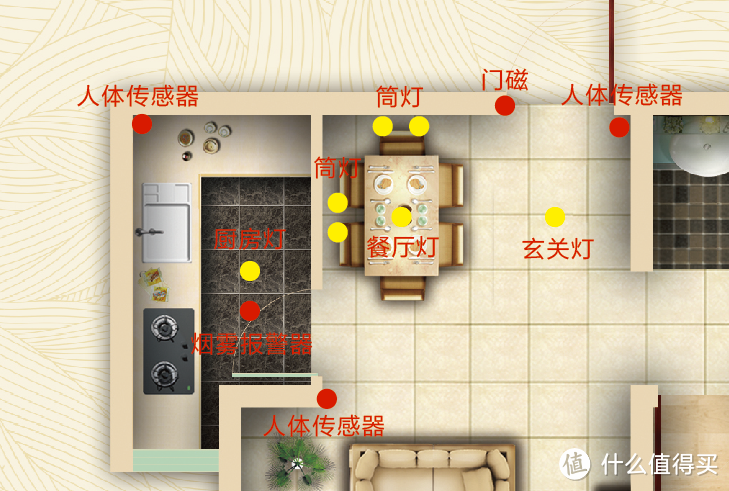 门磁
人体传感器
筒灯
人体传感器
筒灯
厨房灯
餐厅灯
玄关灯
烟雾报警器
人体传感器
值 什么值得买